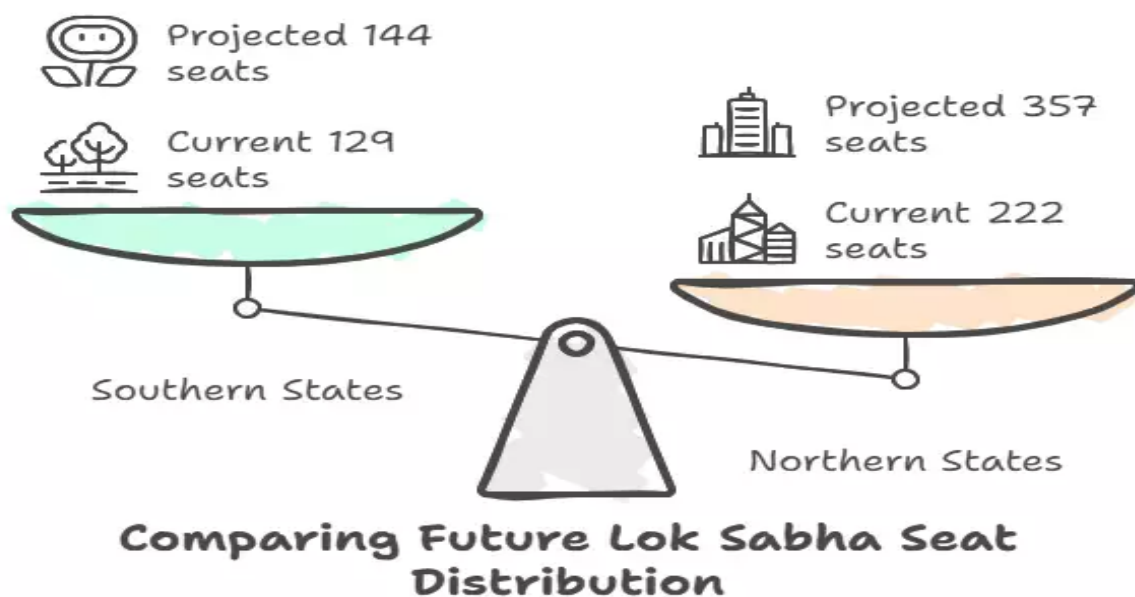 Projected 144
seats
Current 129
seats
Projected 357
seats
Current 222
seats
Southern States
Northern States
Comparing Future Lok Sabha Seat
Distribution